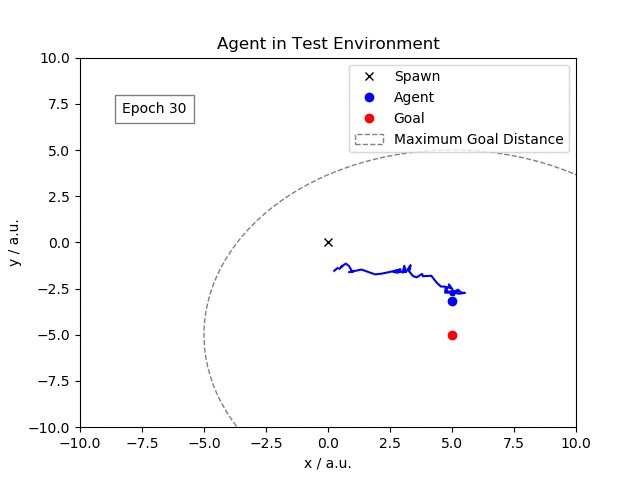 Agent in Test Environment
10.0
7.5
5.0
2.5
0.0
−2.5
−5.0
−7.5
−10.0
y / a.u.
Epoch 30
Spawn
Agent
Goal
Maximum Goal Distance
−10.0 −7.5 −5.0 −2.5 0.0 2.5 5.0 7.5 10.0
x / a.u.